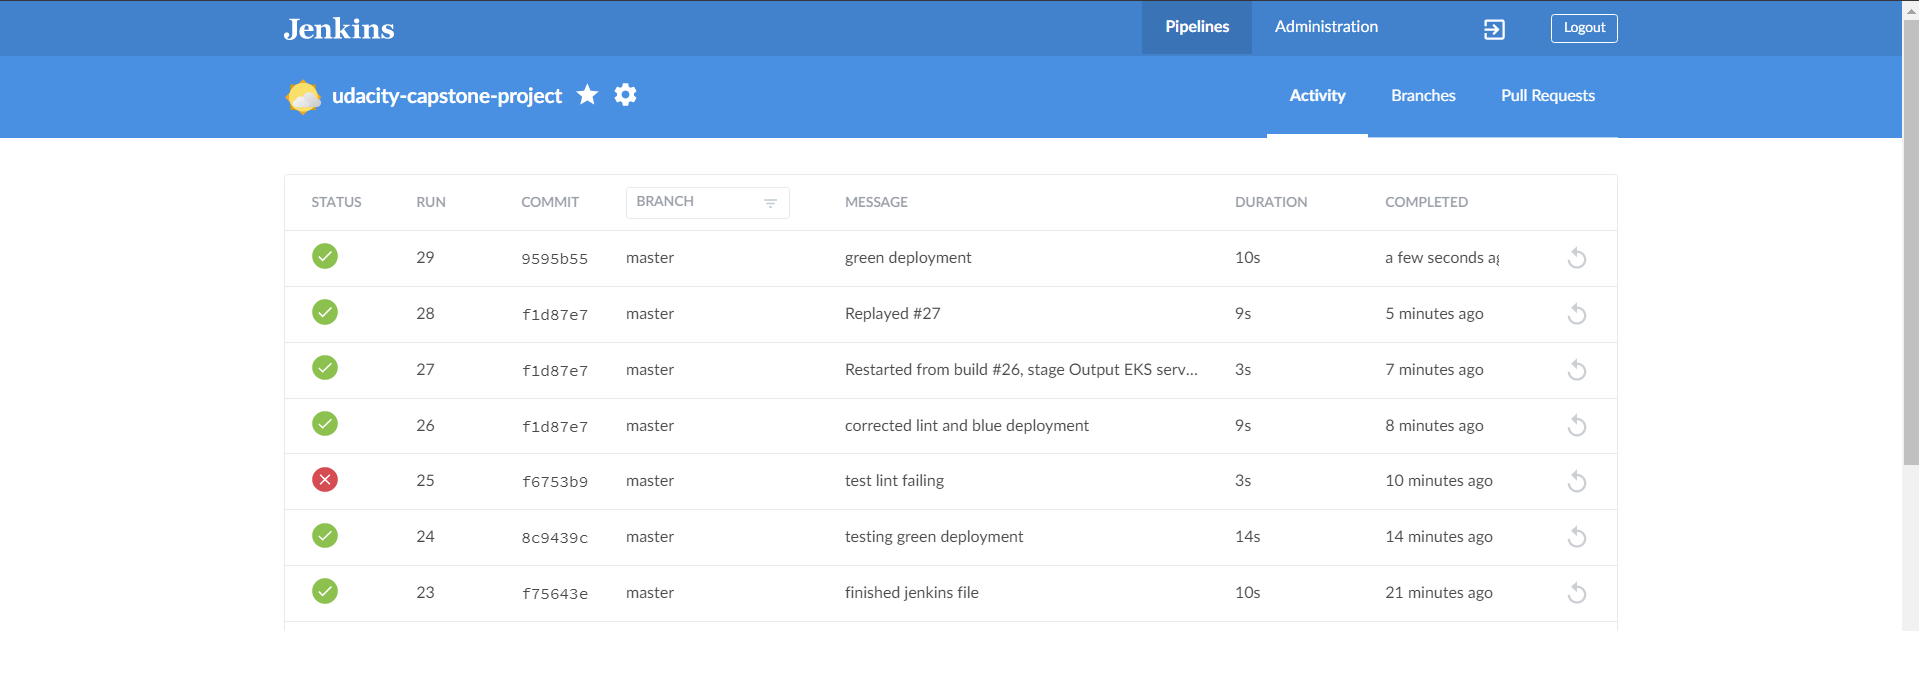 Jenkins Pipelines Administration Logout
udacity-capstone-project Activity Branches Pull Requests
STATUS RUN COMMIT BRANCH MESSAGE DURATION COMPLETED
29 9595b55 master green deployment 10s a few seconds ag
28 f1d87e7 master Replayed #27 9s 5 minutes ago
27 f1d87e7 master Restarted from build #26, stage Output EKS serv... 3s 7 minutes ago
26 f1d87e7 master corrected lint and blue deployment 9s 8 minutes ago
25 f6753b9 master test lint failing 3s 10 minutes ago
24 8c9439c master testing green deployment 14s 14 minutes ago
23 f75643e master finished jenkins file 10s 21 minutes ago